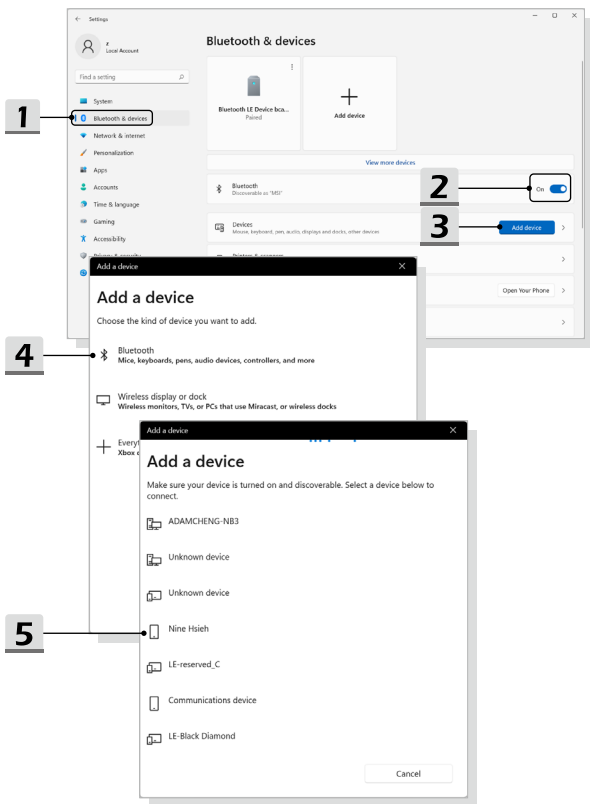 Settings
z
Local Account
Find a setting
1
System
Bluetooth & devices
Network & internet
Personalization
Apps
Accounts
Time & language
Gaming
Accessibility
Privacy & security
Bluetooth & devices
Bluetooth LE Device bca...
Paired
Add device
View more devices
Bluetooth
Discoverable as "MSI"
2
On
Devices
Mouse, keyboard, pen, audio, displays and docks, other devices
3
Add device
Printers & scanners
Open Your Phone
Add a device
Add a device
Choose the kind of device you want to add.
4
Bluetooth
Mice, keyboards, pens, audio devices, controllers, and more
Wireless display or dock
Wireless monitors, TVs, or PCs that use Miracast, or wireless docks
Everyt
Xbox
Add a device
Add a device
Make sure your device is turned on and discoverable. Select a device below to
connect.
ADAMCHENG-NB3
Unknown device
Unknown device
5
Nine Hsieh
LE-reserved_C
Communications device
LE-Black Diamond
Cancel